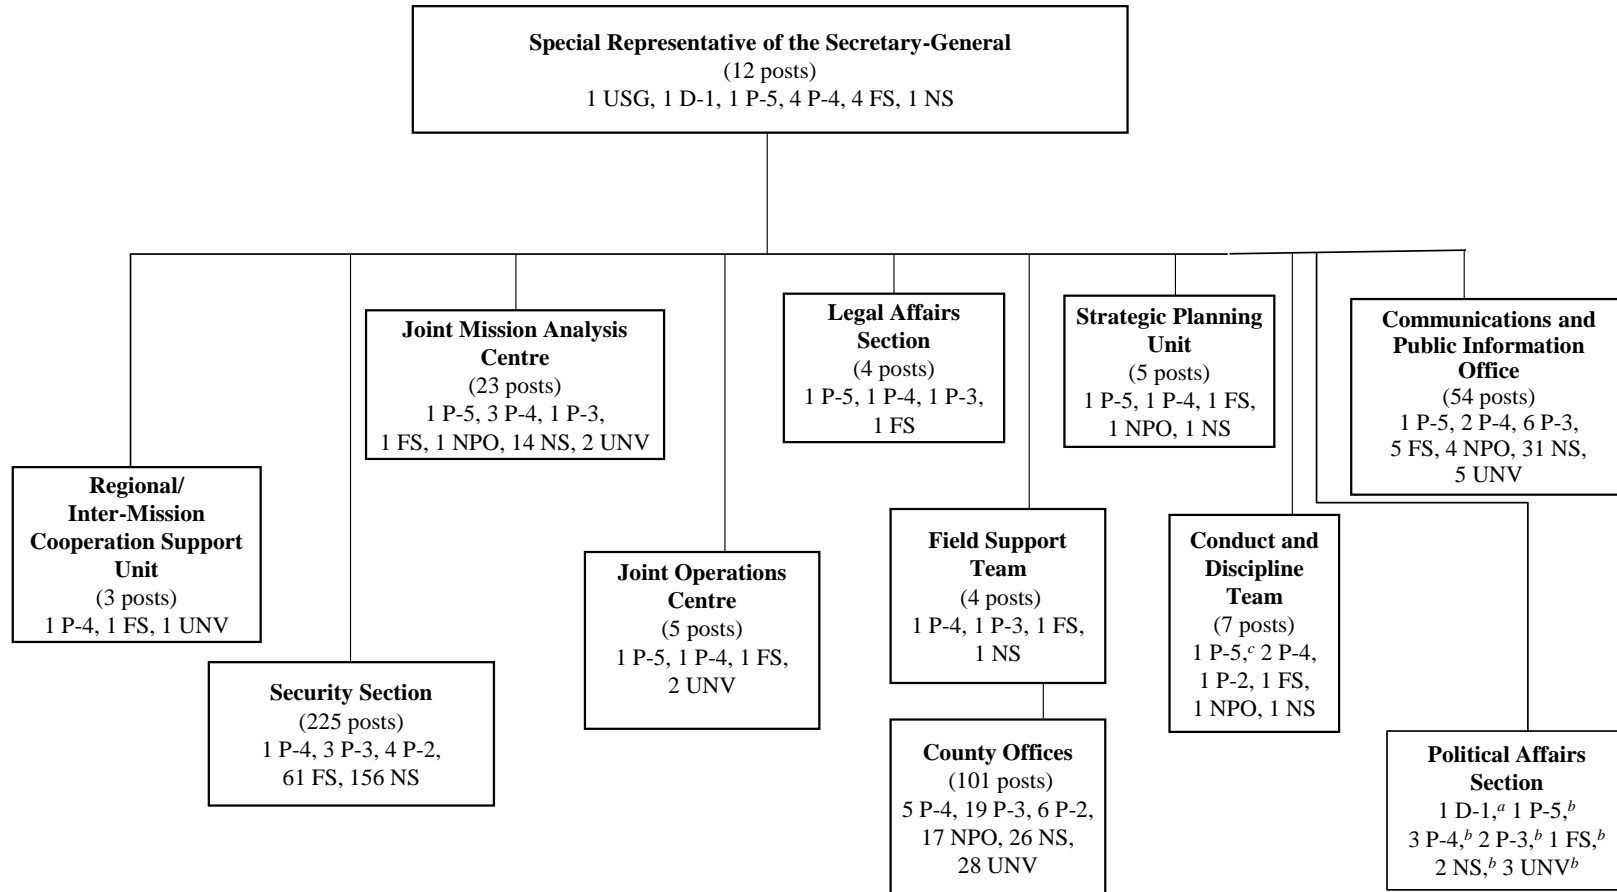 Special Representative of the Secretary-General
(12 posts)
1 USG, 1 D-1, 1 P-5, 4 P-4, 4 FS, 1 NS
Regional/
Inter-Mission
Cooperation Support
Unit
(3 posts)
1 P-4, 1 FS, 1 UNV
Security Section
(225 posts)
1 P-4, 3 P-3, 4 P-2,
61 FS, 156 NS
Joint Mission Analysis
Centre
(23 posts)
1 P-5, 3 P-4, 1 P-3,
1 FS, 1 NPO, 14 NS, 2 UNV
Joint Operations
Centre
(5 posts)
1 P-5, 1 P-4, 1 FS,
2 UNV
Legal Affairs
Section
(4 posts)
1 P-5, 1 P-4, 1 P-3,
1 FS
Field Support
Team
(4 posts)
1 P-4, 1 P-3, 1 FS,
1 NS
County Offices
(101 posts)
5 P-4, 19 P-3, 6 P-2,
17 NPO, 26 NS,
28 UNV
Strategic Planning
Unit
(5 posts)
1 P-5, 1 P-4, 1 FS,
1 NPO, 1 NS
Conduct and
Discipline
Team
(7 posts)
1 P-5,c 2 P-4,
1 P-2, 1 FS,
1 NPO, 1 NS
Communications and
Public Information
Office
(54 posts)
1 P-5, 2 P-4, 6 P-3,
5 FS, 4 NPO, 31 NS,
5 UNV
Political Affairs
Section
1 D-1,a 1 P-5,b
3 P-4,b 2 P-3,b 1 FS,b
2 NS,b 3 UNVb